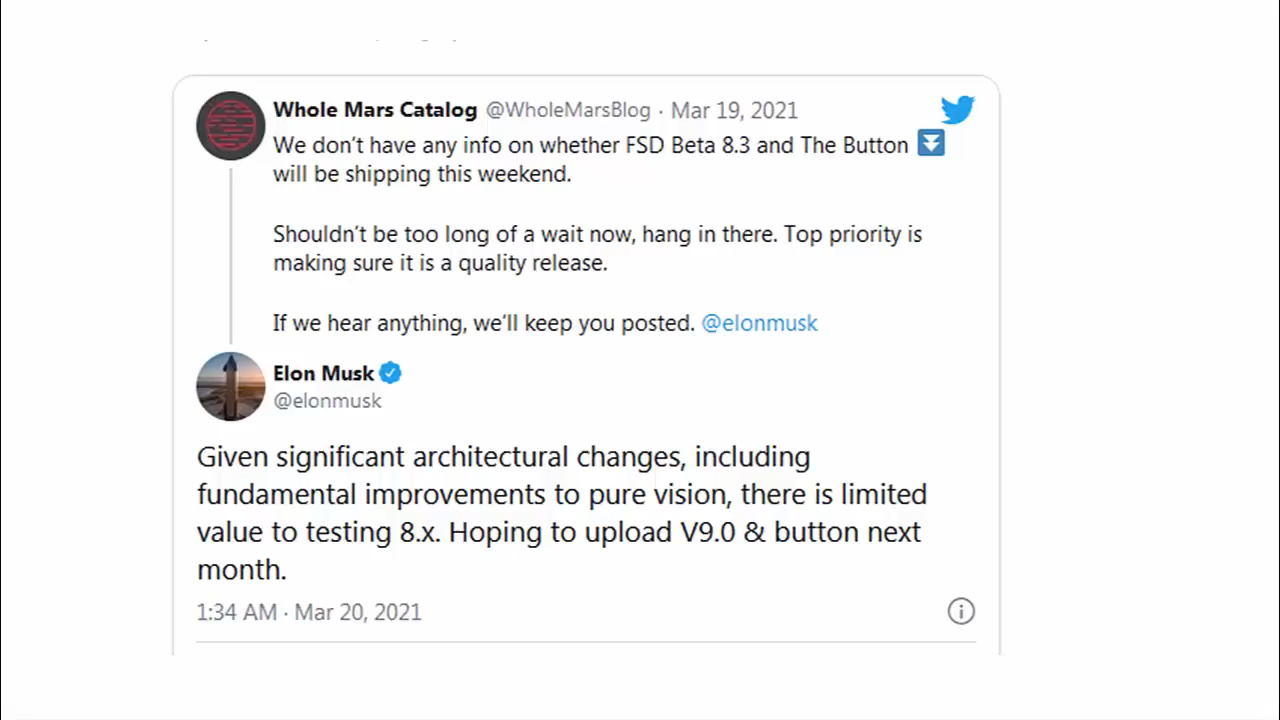 Whole Mars Catalog @WholeMarsBlog · Mar 19, 2021
We don't have any info on whether FSD Beta 8.3 and The Button ⏬
will be shipping this weekend.
Shouldn't be too long of a wait now, hang in there. Top priority is
making sure it is a quality release.
If we hear anything, we'll keep you posted. @elonmusk
Elon Musk
@elonmusk
Given significant architectural changes, including
fundamental improvements to pure vision, there is limited
value to testing 8.x. Hoping to upload V9.0 & button next
month.
1:34 AM · Mar 20, 2021